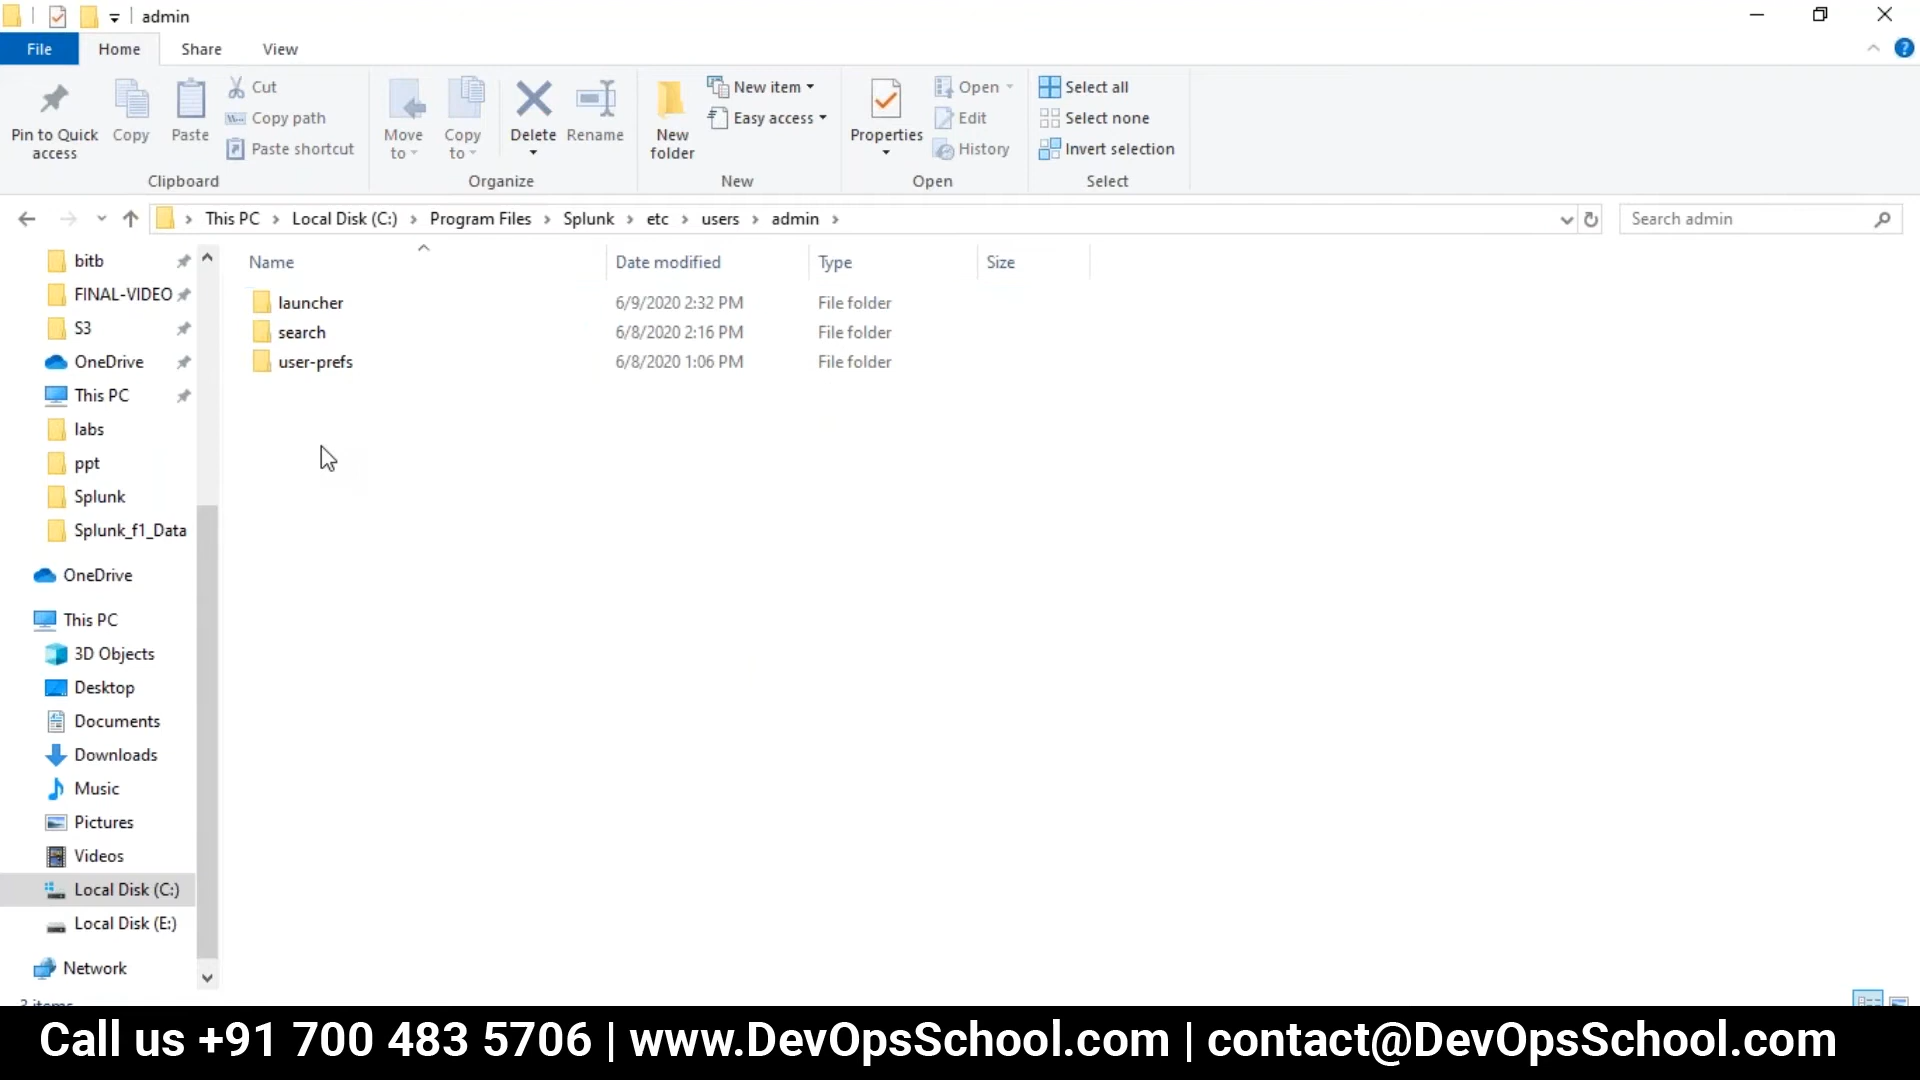 admin
File Home Share View
Pin to Quick access
Copy
Paste
Cut
Copy path
Paste shortcut
Clipboard
Move to
Copy to
Delete
Rename
Organize
New folder
New item
Easy access
New
Properties
Open
Edit
History
Open
Select all
Select none
Invert selection
Select
This PC > Local Disk (C:) > Program Files > Splunk > etc > users > admin >
Search admin
bitb
FINAL-VIDEO
S3
OneDrive
This PC
labs
ppt
Splunk
Splunk_f1_Data
OneDrive
This PC
3D Objects
Desktop
Documents
Downloads
Music
Pictures
Videos
Local Disk (C:)
Local Disk (E:)
Network
Name Date modified Type Size
launcher 6/9/2020 2:32 PM File folder
search 6/8/2020 2:16 PM File folder
user-prefs 6/8/2020 1:06 PM File folder
3 items
Call us +91 700 483 5706 | www.DevOpsSchool.com | contact@DevOpsSchool.com